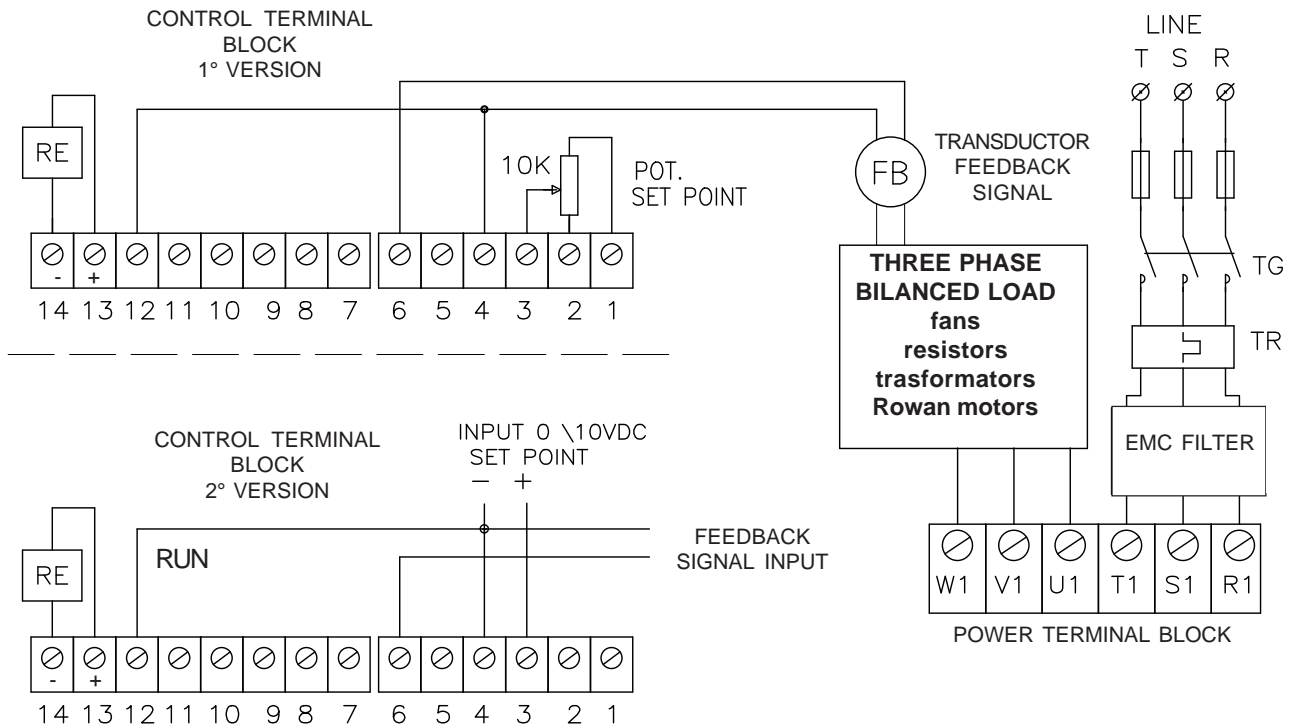 CONTROL TERMINAL
BLOCK
1° VERSION
RE
10K
POT.
SET POINT
- +
14 13 12 11 10 9 8 7 6 5 4 3 2 1
FB
TRANSDUCTOR
FEEDBACK
SIGNAL
LINE
T S R
TG
TR
THREE PHASE
BILANCED LOAD
fans
resistors
trasformators
Rowan motors
EMC FILTER
W1 V1 U1 T1 S1 R1
POWER TERMINAL BLOCK
CONTROL TERMINAL
BLOCK
2° VERSION
INPUT 0 \10VDC
SET POINT
- +
RE
RUN
FEEDBACK
SIGNAL INPUT
- +
14 13 12 11 10 9 8 7 6 5 4 3 2 1